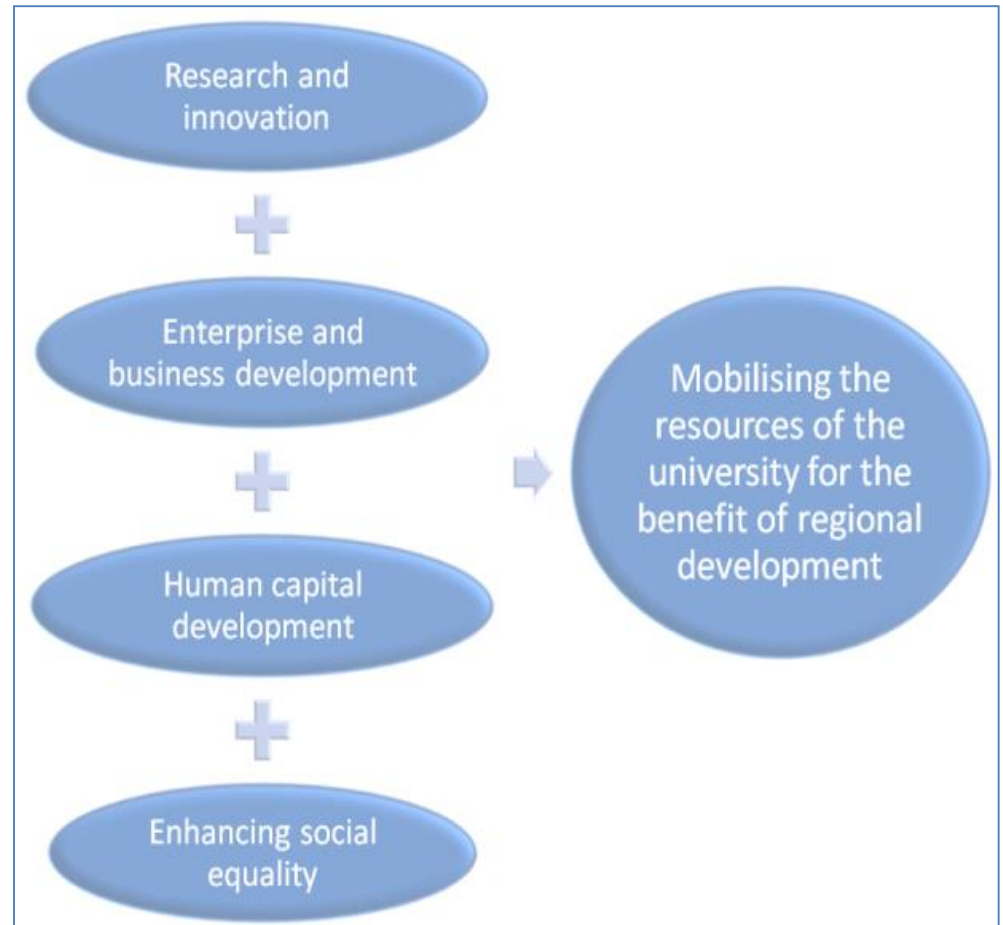 Research and
innovation
Enterprise and
business development
Human capital
development
Enhancing social
equality
Mobilising the
resources of the
university for the
benefit of regional
development